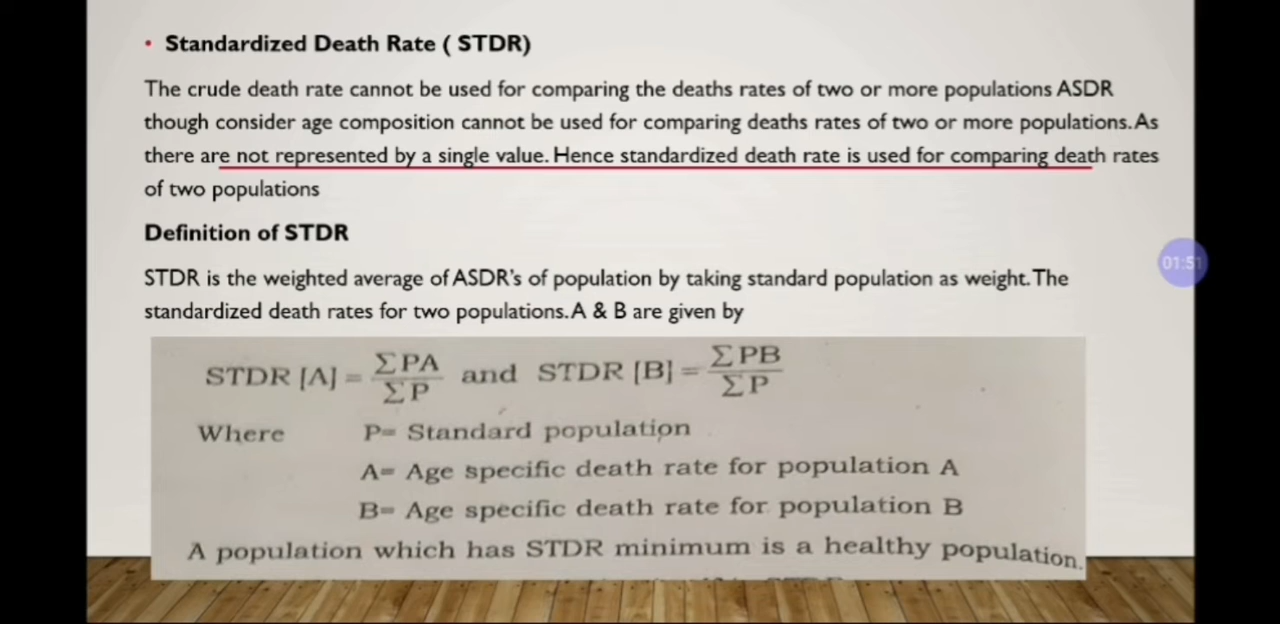 • Standardized Death Rate ( STDR)
The crude death rate cannot be used for comparing the deaths rates of two or more populations ASDR
though consider age composition cannot be used for comparing deaths rates of two or more populations. As
there are not represented by a single value. Hence standardized death rate is used for comparing death rates
of two populations
Definition of STDR
STDR is the weighted average of ASDR's of population by taking standard population as weight. The
standardized death rates for two populations. A & B are given by
STDR [A] = ΣPA / ΣP and STDR [B] = ΣPB / ΣP
Where P= Standard population
A= Age specific death rate for population A
B= Age specific death rate for population B
A population which has STDR minimum is a healthy population.
01:51